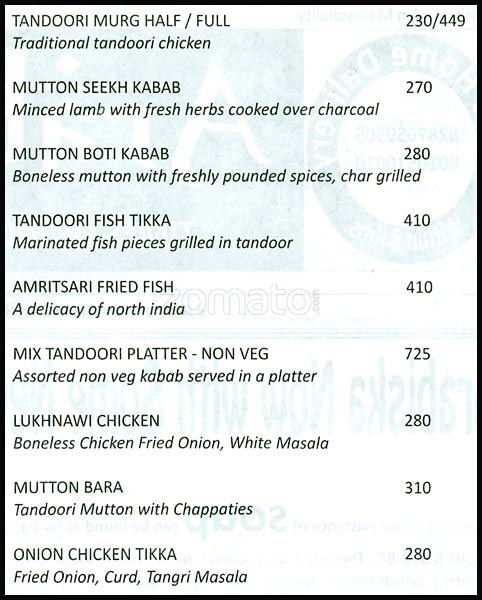 TANDOORI MURG HALF / FULL 230/449
Traditional tandoori chicken
MUTTON SEEKH KABAB 270
Minced lamb with fresh herbs cooked over charcoal
MUTTON BOTI KABAB 280
Boneless mutton with freshly pounded spices, char grilled
TANDOORI FISH TIKKA 410
Marinated fish pieces grilled in tandoor
AMRITSARI FRIED FISH 410
A delicacy of north india
zomato.com
MIX TANDOORI PLATTER - NON VEG 725
Assorted non veg kabab served in a platter
LUKHNAWI CHICKEN 280
Boneless Chicken Fried Onion, White Masala
MUTTON BARA 310
Tandoori Mutton with Chappaties
ONION CHICKEN TIKKA 280
Fried Onion, Curd, Tangri Masala